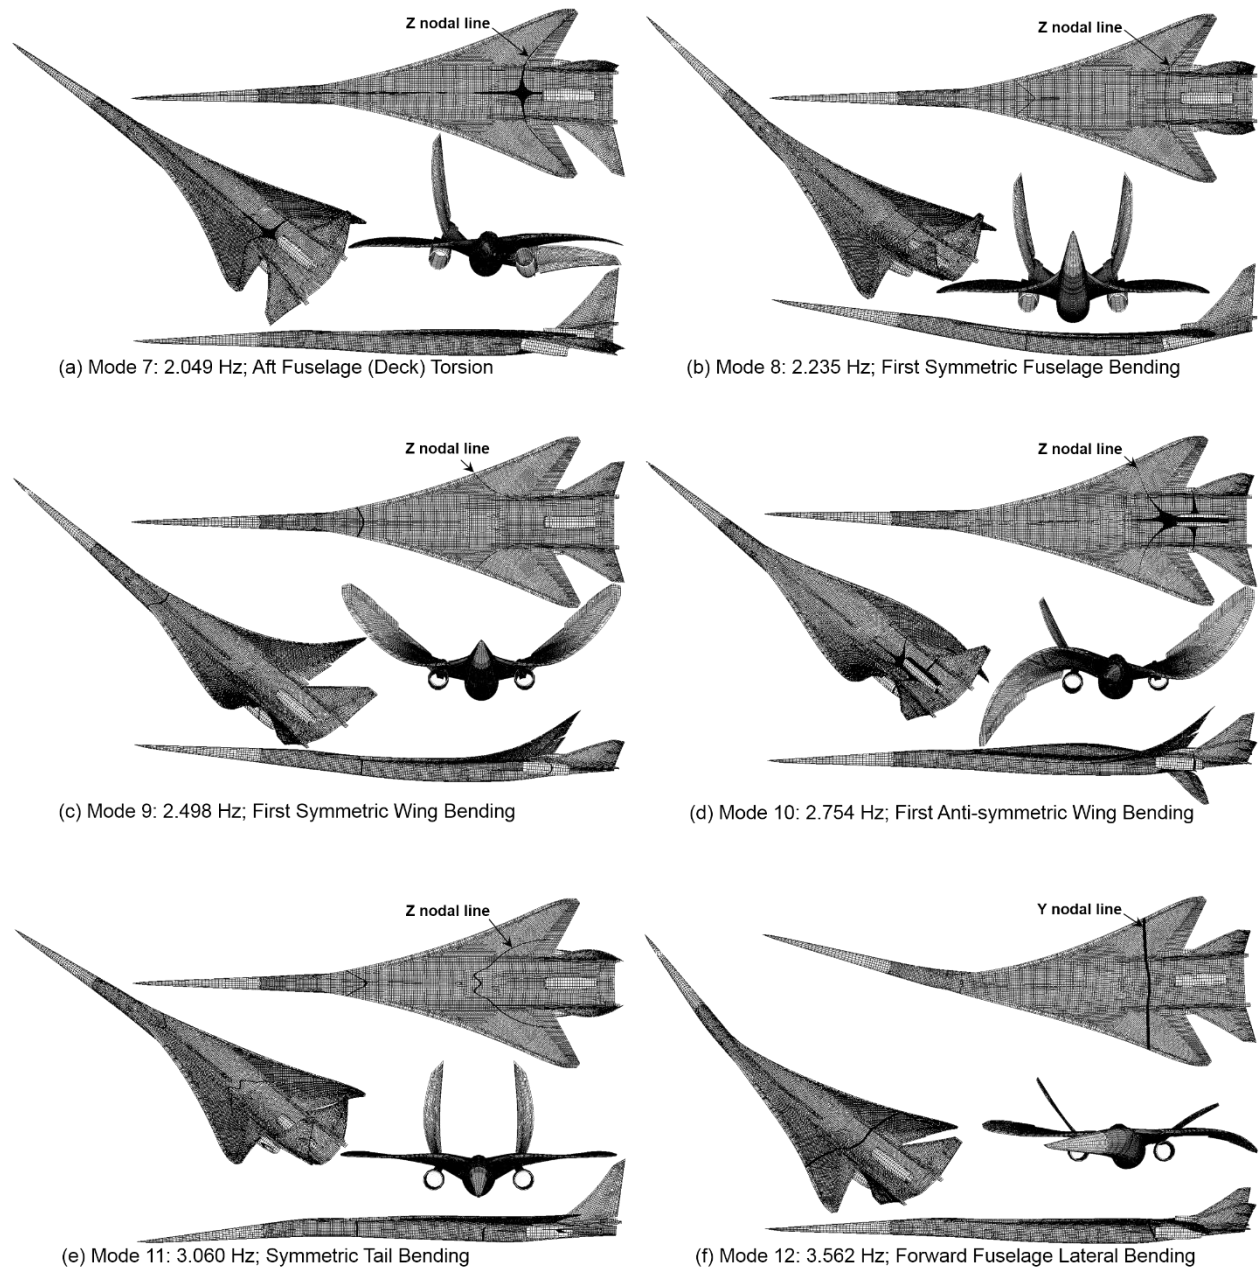 Z nodal line
Z nodal line
(a) Mode 7: 2.049 Hz; Aft Fuselage (Deck) Torsion
(b) Mode 8: 2.235 Hz; First Symmetric Fuselage Bending
Z nodal line
Z nodal line
(c) Mode 9: 2.498 Hz; First Symmetric Wing Bending
(d) Mode 10: 2.754 Hz; First Anti-symmetric Wing Bending
Z nodal line
Y nodal line
(e) Mode 11: 3.060 Hz; Symmetric Tail Bending
(f) Mode 12: 3.562 Hz; Forward Fuselage Lateral Bending